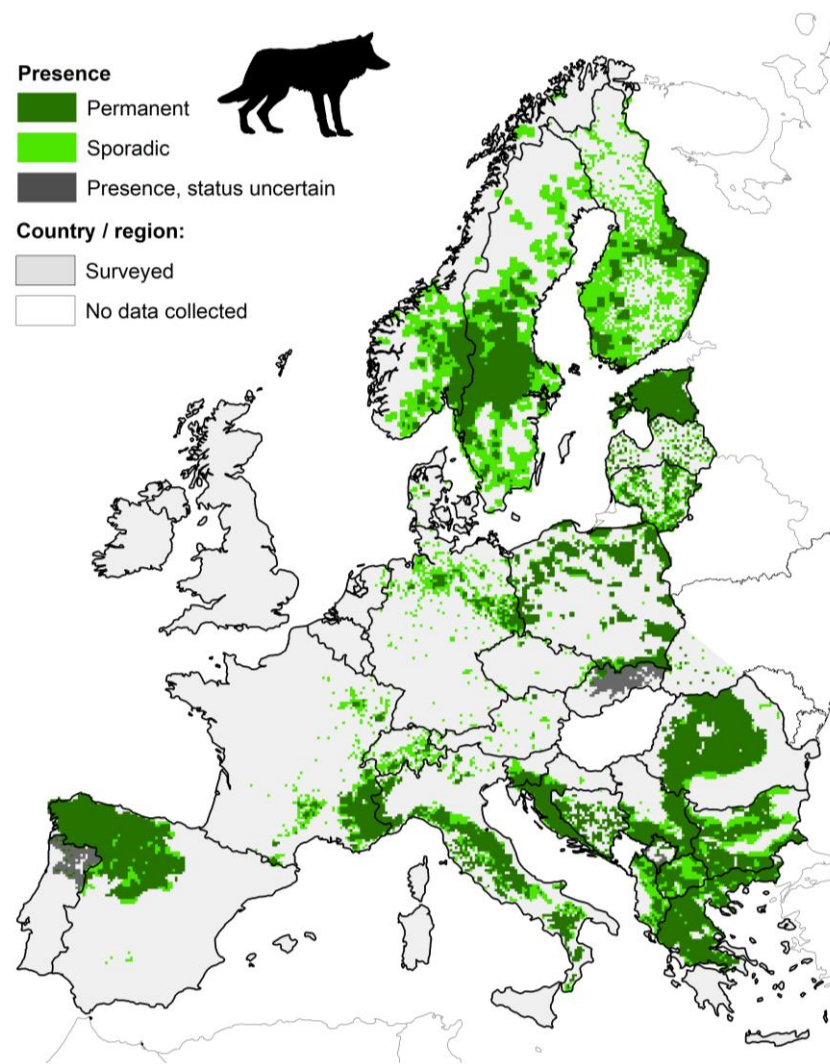 Presence
Permanent
Sporadic
Presence, status uncertain
Country / region:
Surveyed
No data collected